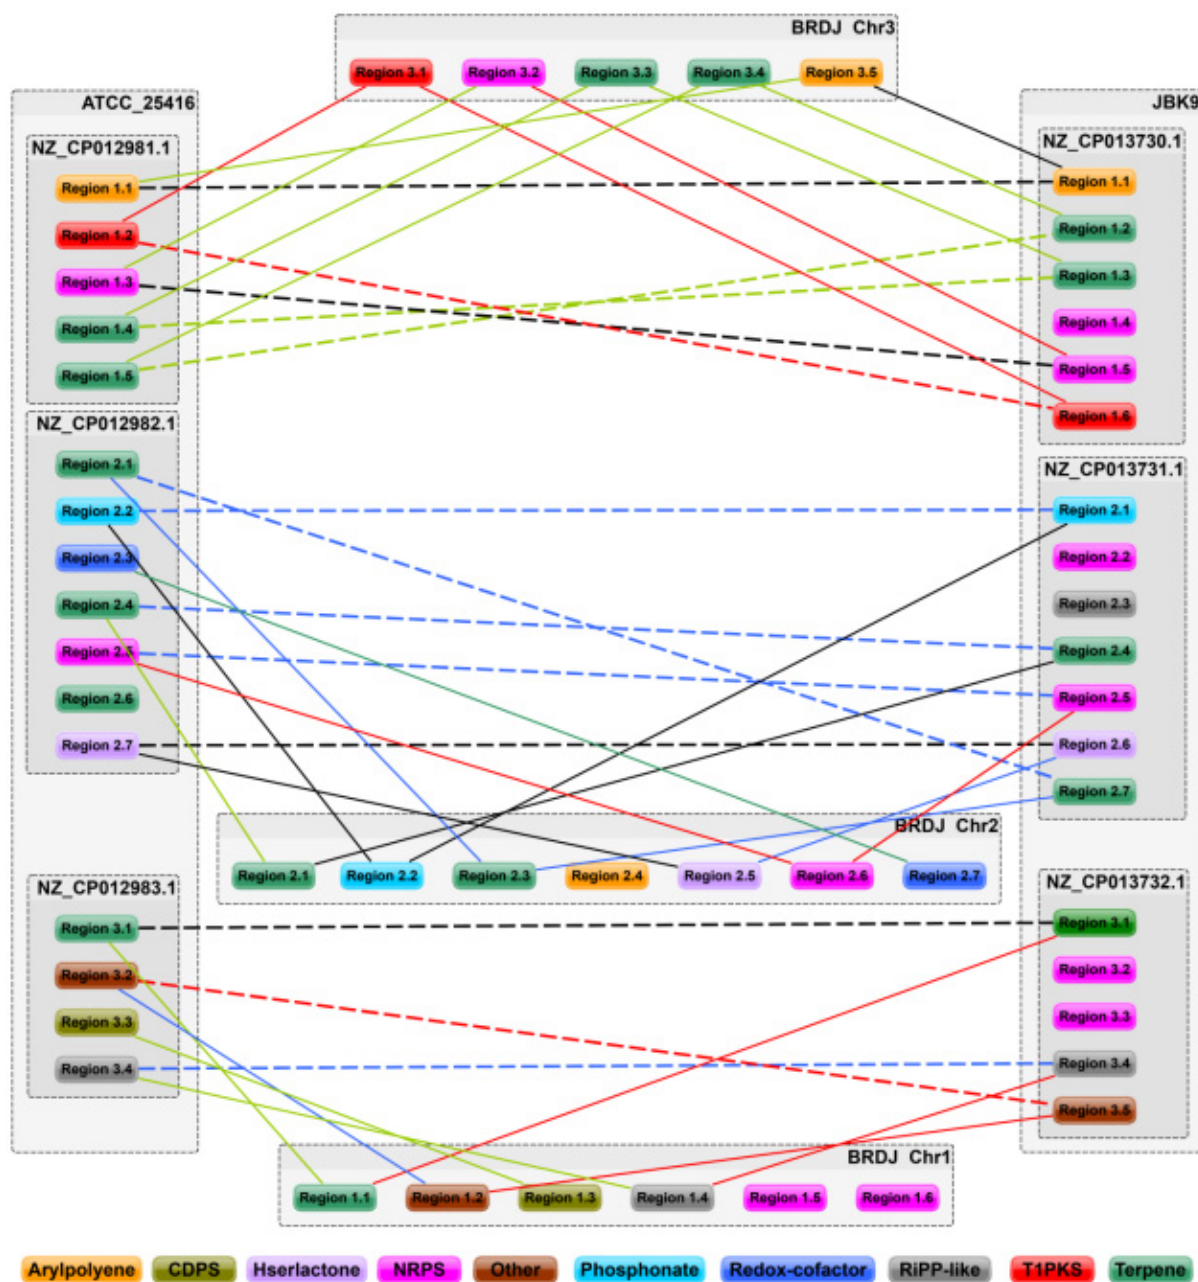 BRDJ Chr3
Region 3.1 Region 3.2 Region 3.3 Region 3.4 Region 3.5
ATCC_25416
NZ_CP012981.1
Region 1.1
Region 1.2
Region 1.3
Region 1.4
Region 1.5
NZ_CP012982.1
Region 2.1
Region 2.2
Region 2.3
Region 2.4
Region 2.5
Region 2.6
Region 2.7
NZ_CP012983.1
Region 3.1
Region 3.2
Region 3.3
Region 3.4
JBK9
NZ_CP013730.1
Region 1.1
Region 1.2
Region 1.3
Region 1.4
Region 1.5
Region 1.6
NZ_CP013731.1
Region 2.1
Region 2.2
Region 2.3
Region 2.4
Region 2.5
Region 2.6
Region 2.7
NZ_CP013732.1
Region 3.1
Region 3.2
Region 3.3
Region 3.4
Region 3.5
BRDJ Chr2
Region 2.1 Region 2.2 Region 2.3 Region 2.4 Region 2.5 Region 2.6 Region 2.7
BRDJ Chr1
Region 1.1 Region 1.2 Region 1.3 Region 1.4 Region 1.5 Region 1.6
Arylpolyene CDPS Hserlactone NRPS Other Phosphonate Redox-cofactor RiPP-like T1PKS Terpene